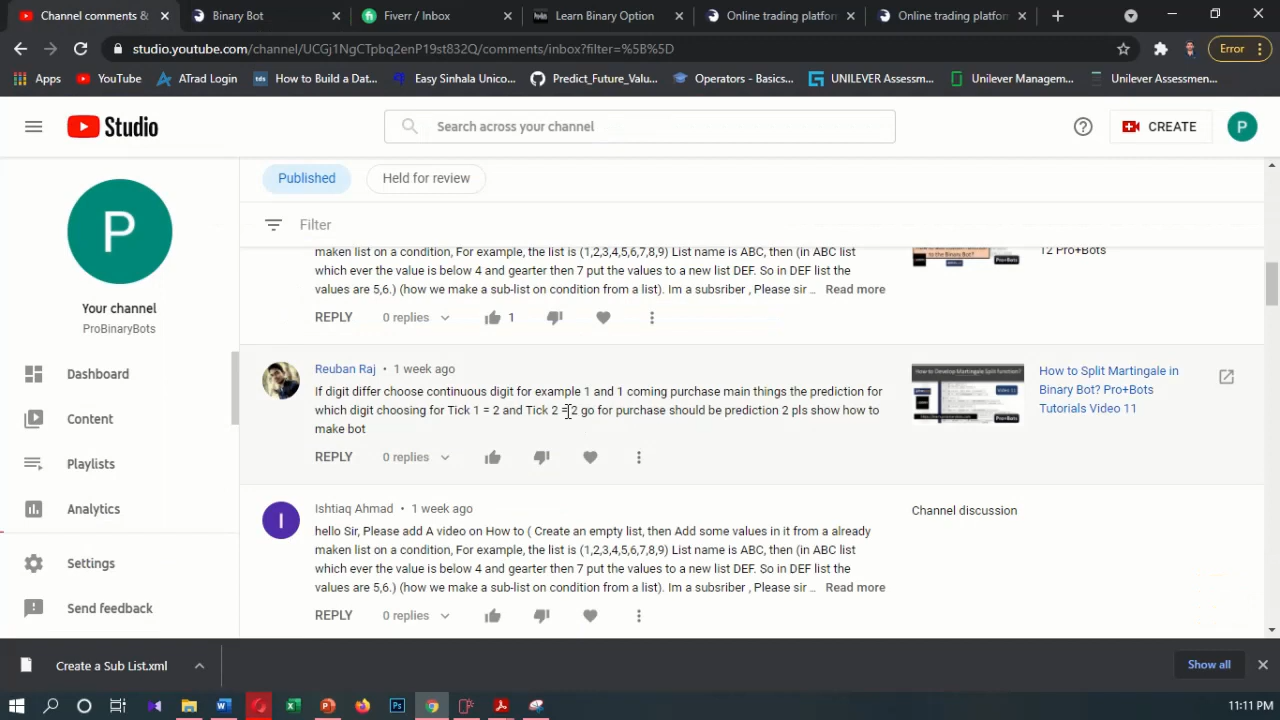 Channel comments &
Binary Bot
Fiverr / Inbox
Learn Binary Option
Online trading platform
Online trading platform
studio.youtube.com/channel/UCGj1NgCTpbq2enP19st832Q/comments/inbox?filter=%5B%5D
Error
Apps
YouTube
ATrad Login
How to Build a Dat...
Easy Sinhala Unico...
Predict_Future_Valu...
Operators - Basics...
UNILEVER Assessm...
Unilever Managem...
Unilever Assessmen...
Studio
Search across your channel
CREATE
P
P
Your channel
ProBinaryBots
Dashboard
Content
Playlists
Analytics
Settings
Send feedback
Published
Held for review
Filter
maken list on a condition, For example, the list is (1,2,3,4,5,6,7,8,9) List name is ABC, then (in ABC list
which ever the value is below 4 and gearter then 7 put the values to a new list DEF. So in DEF list the
values are 5,6.) (how we make a sub-list on condition from a list). Im a subsriber , Please sir ... Read more
REPLY 0 replies 1
12 Pro+Bots
Reuban Raj • 1 week ago
If digit differ choose continuous digit for example 1 and 1 coming purchase main things the prediction for
which digit choosing for Tick 1 = 2 and Tick 2 =2 go for purchase should be prediction 2 pls show how to
make bot
REPLY 0 replies
How to Develop Martingale Split function?
How to Split Martingale in
Binary Bot? Pro+Bots
Tutorials Video 11
I
Ishtiaq Ahmad • 1 week ago
hello Sir, Please add A video on How to ( Create an empty list, then Add some values in it from a already
maken list on a condition, For example, the list is (1,2,3,4,5,6,7,8,9) List name is ABC, then (in ABC list
which ever the value is below 4 and gearter then 7 put the values to a new list DEF. So in DEF list the
values are 5,6.) (how we make a sub-list on condition from a list). Im a subsriber , Please sir ... Read more
REPLY 0 replies
Channel discussion
Create a Sub List.xml
Show all
11:11 PM